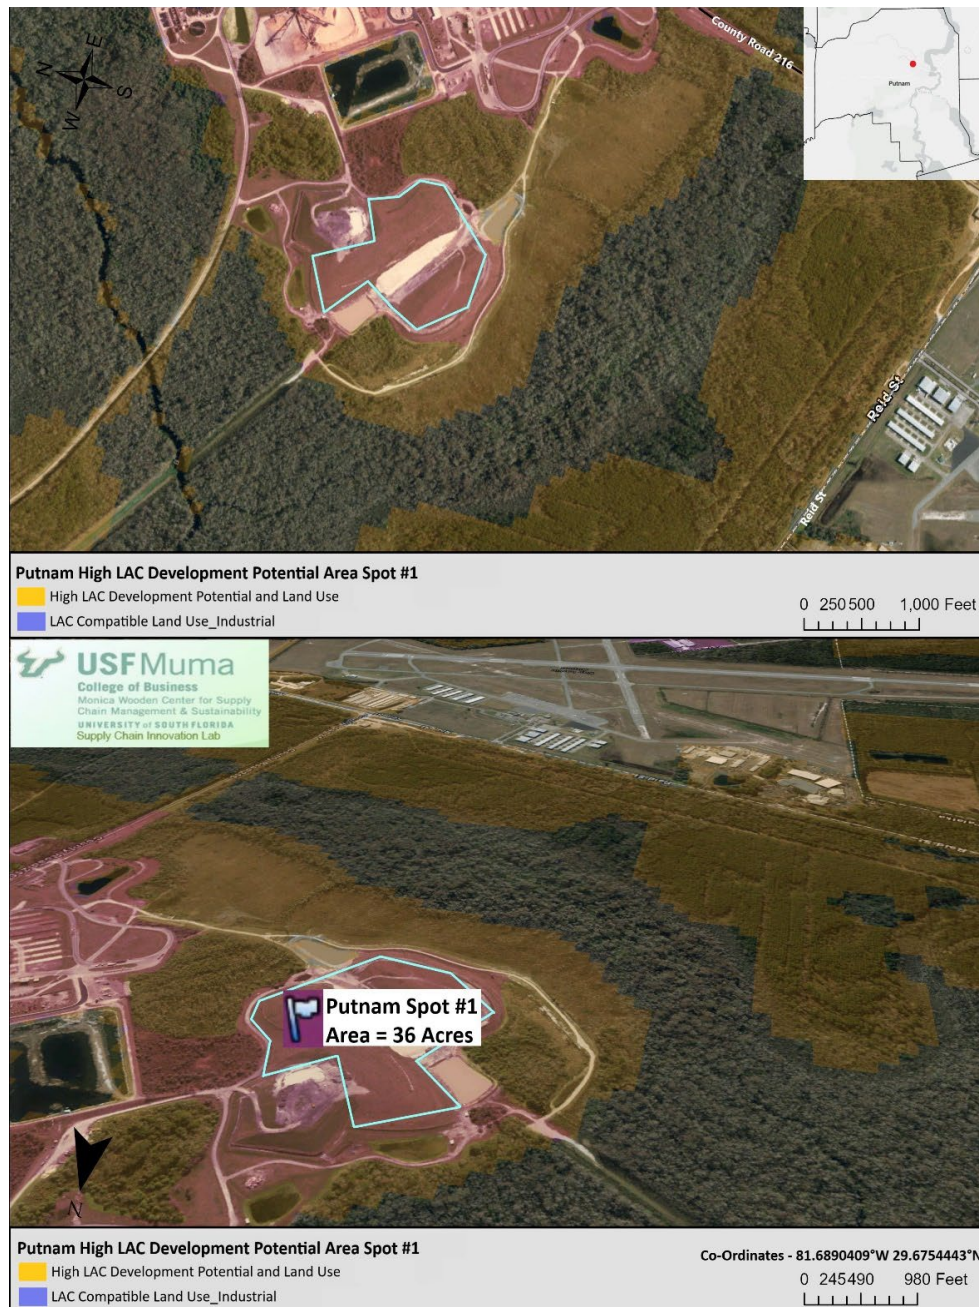 County Road 216
Putnam
N
E
S
W
Reid St
Reid St
Putnam High LAC Development Potential Area Spot #1
High LAC Development Potential and Land Use
LAC Compatible Land Use_Industrial
0 250 500 1,000 Feet
USF Muma
College of Business
Monica Wooden Center for Supply
Chain Management & Sustainability
UNIVERSITY of SOUTH FLORIDA
Supply Chain Innovation Lab
Putnam Spot #1
Area = 36 Acres
N
Putnam High LAC Development Potential Area Spot #1
High LAC Development Potential and Land Use
LAC Compatible Land Use_Industrial
Co-Ordinates - 81.6890409°W 29.6754443°N
0 245490 980 Feet